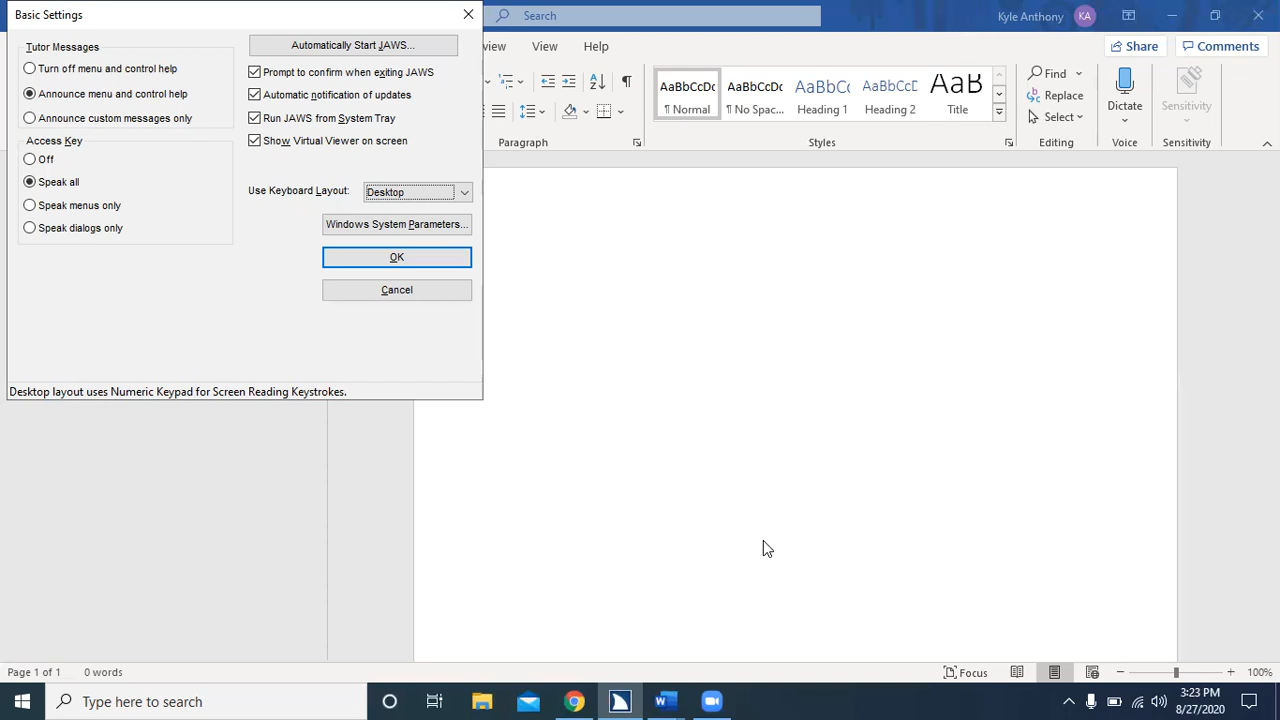 Basic Settings
Tutor Messages
Turn off menu and control help
Announce menu and control help
Announce custom messages only
Access Key
Off
Speak all
Speak menus only
Speak dialogs only
Automatically Start JAWS...
Prompt to confirm when exiting JAWS
Automatic notification of updates
Run JAWS from System Tray
Show Virtual Viewer on screen
Use Keyboard Layout: Desktop
Windows System Parameters...
OK
Cancel
Desktop layout uses Numeric Keypad for Screen Reading Keystrokes.
Search
Kyle Anthony KA
View Help
Share Comments
AaBbCcDc AaBbCcDc AaBbCc AaBbCcD AaB
¶ Normal ¶ No Spac... Heading 1 Heading 2 Title
Find
Replace
Select
Dictate
Sensitivity
Paragraph Styles Editing Voice Sensitivity
Page 1 of 1 0 words
Focus
100%
Type here to search
3:23 PM
8/27/2020